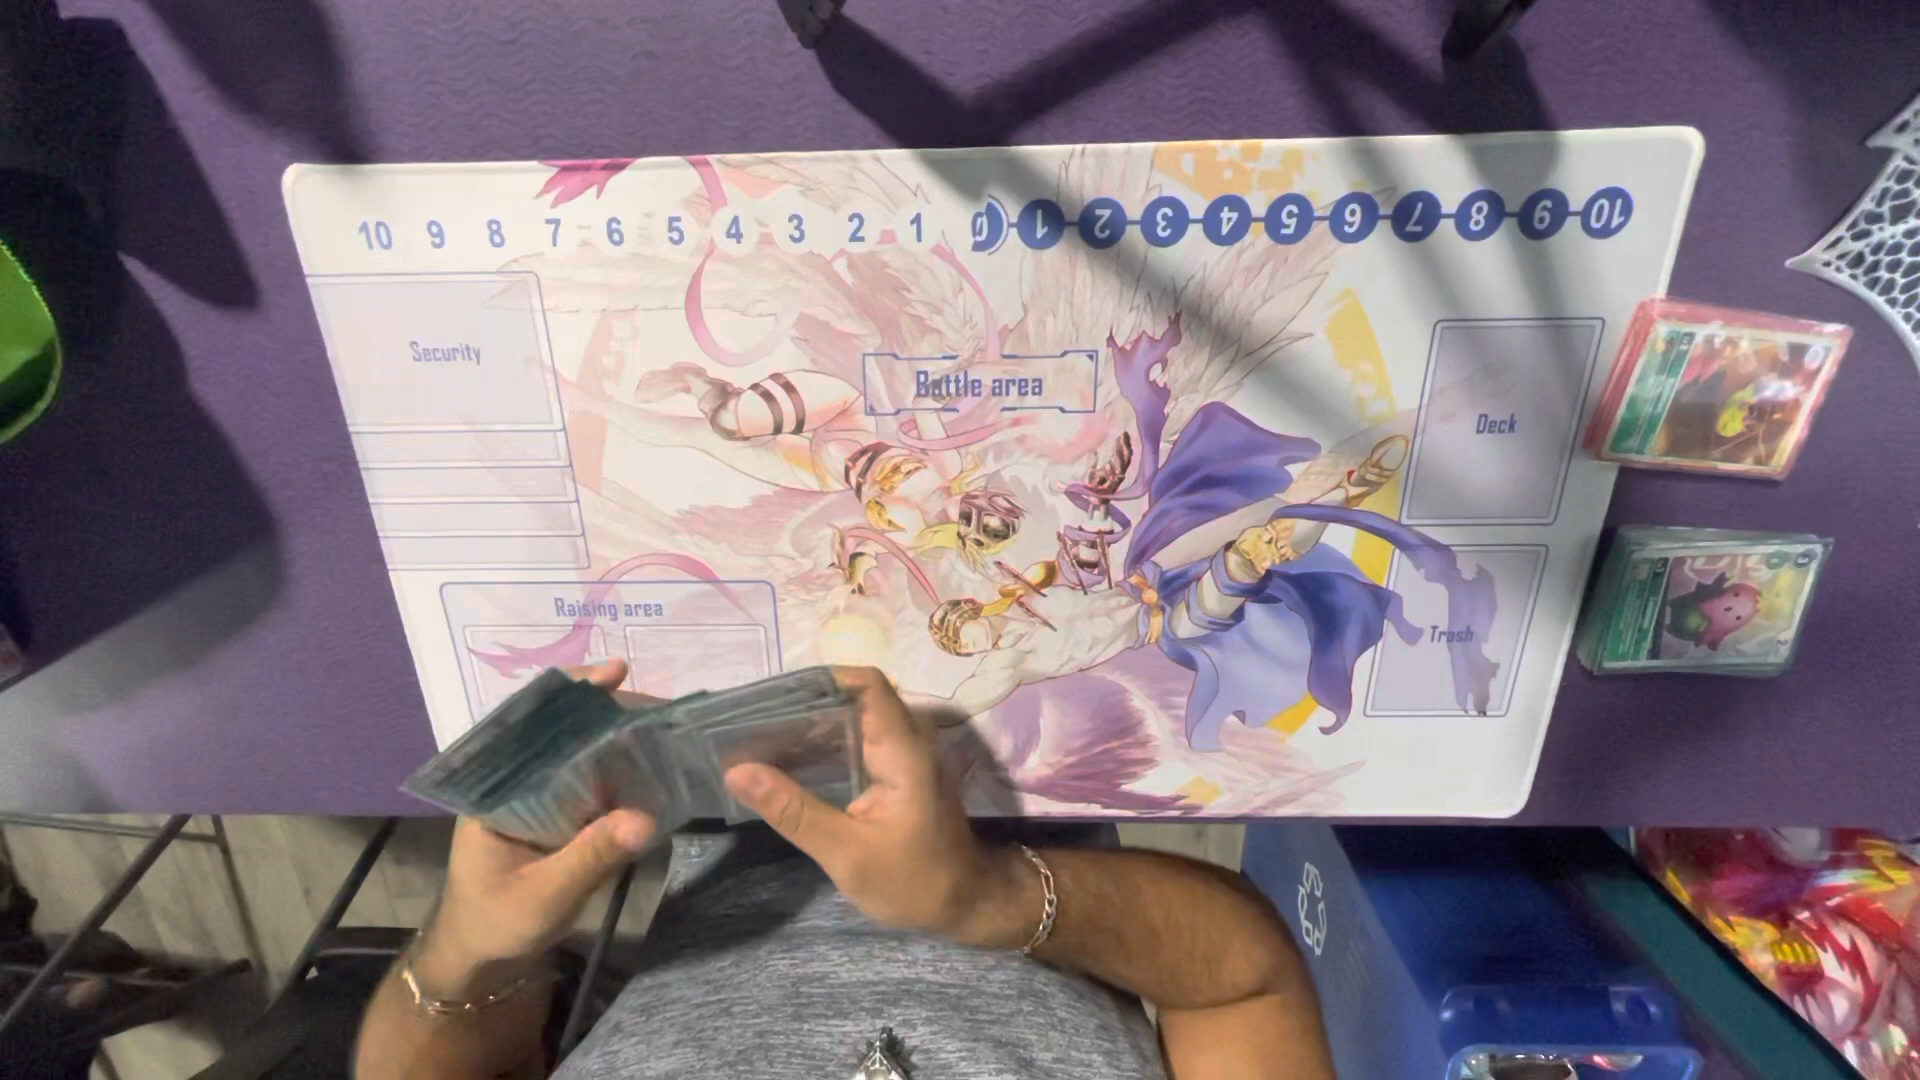 10 9 8 7 6 5 4 3 2 1 0 1 2 3 4 5 6 7 8 9 10
Security
Battle area
Deck
Raising area
Trash